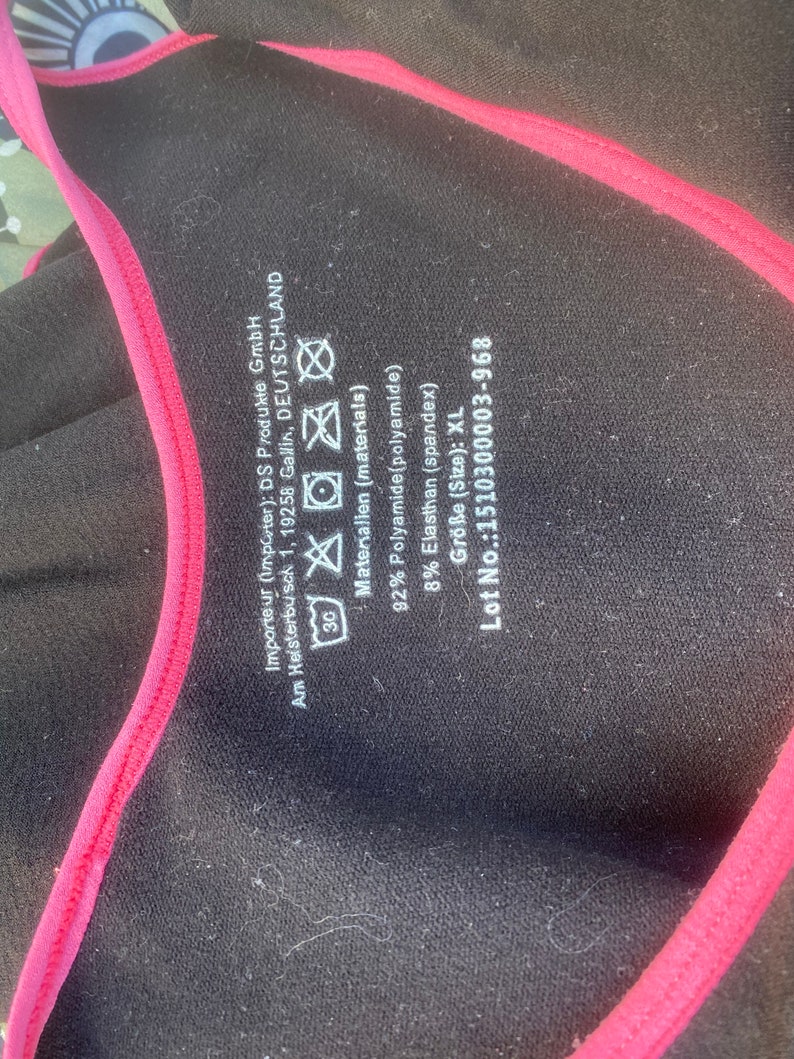 Importeur (importer): DS Produkte GmbH
Am Heisterbusch 1, 19258 Gallin, DEUTSCHLAND
30
Materialien (materials)
92% Polyamide(polyamide)
8% Elasthan (spandex)
Größe (Size): XL
Lot No.:1510300003-968